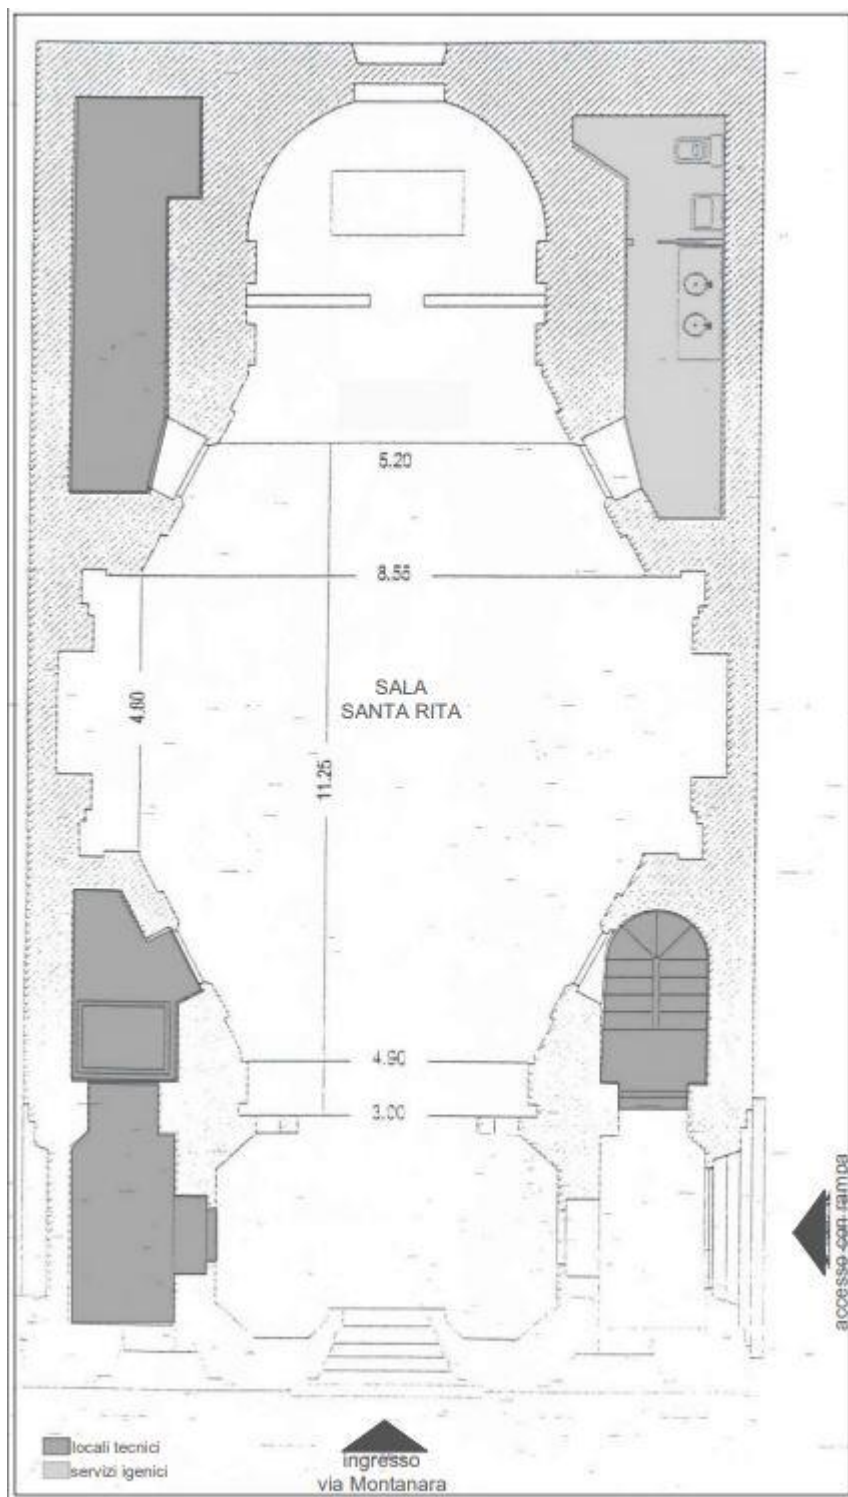 5.20
8.55
SALA
SANTA RITA
4.80
11.25
4.90
3.00
accesso con rampa
locali tecnici
servizi igenici
ingresso
via Montanara